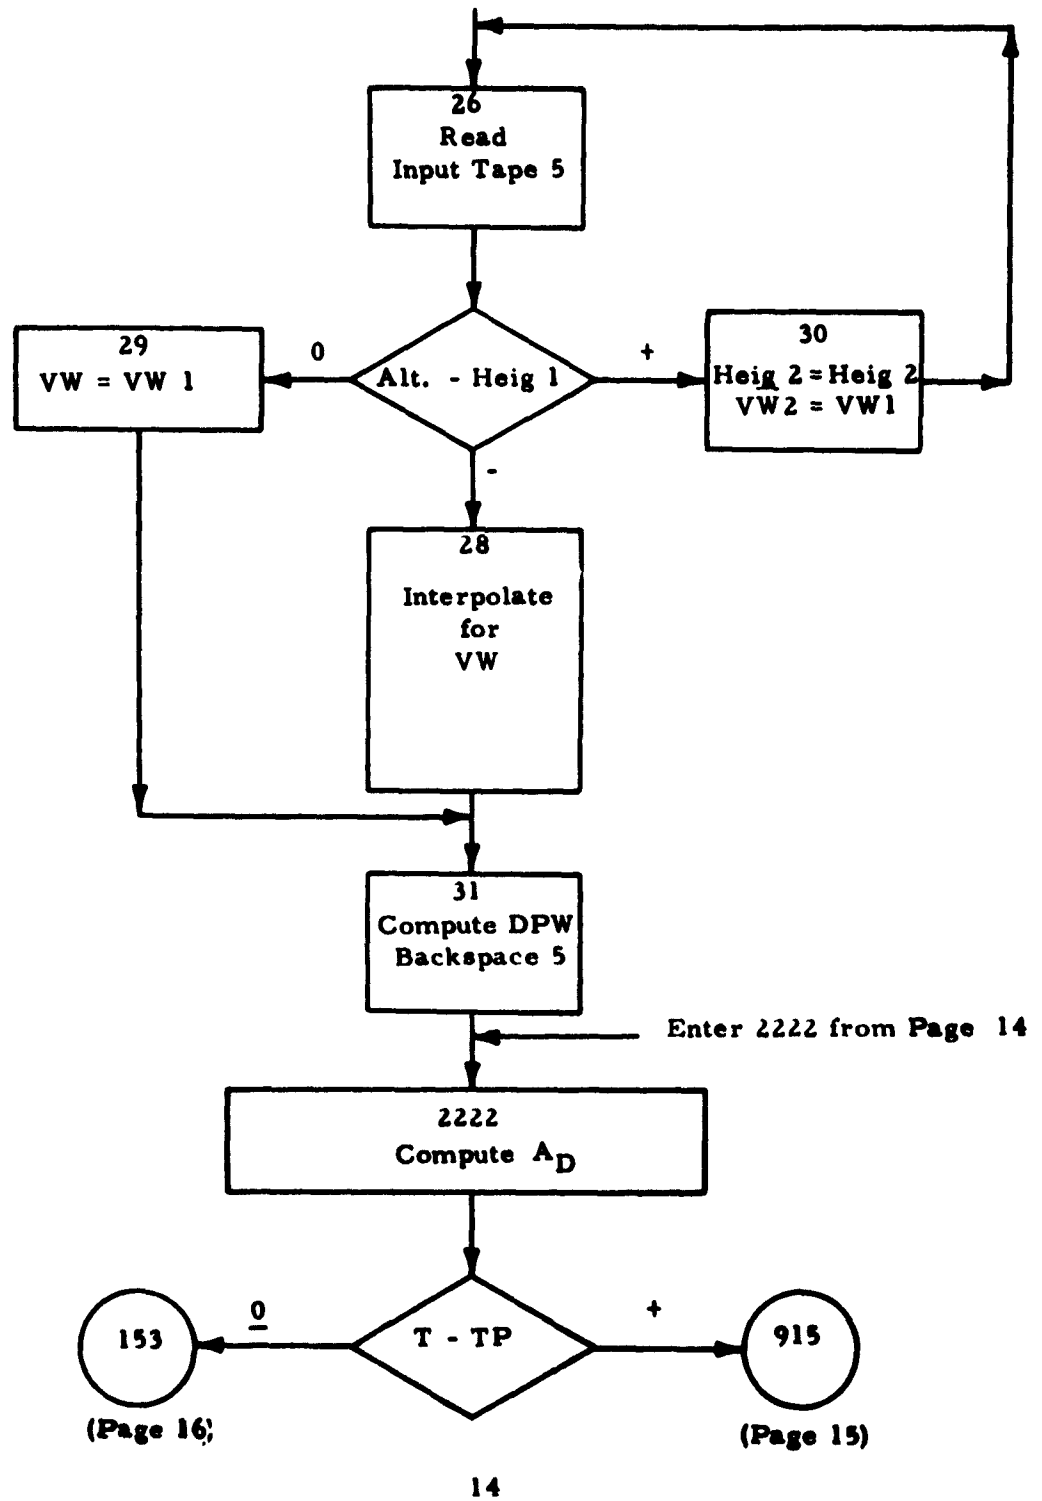 26
Read
Input Tape 5
29
VW = VW 1
0
Alt. - Heig 1
+
30
Heig 2 = Heig 2
VW2 = VW1
-
28
Interpolate
for
VW
31
Compute DPW
Backspace 5
Enter 2222 from Page 14
2222
Compute AD
153
0
T - TP
+
915
(Page 16)
(Page 15)
14